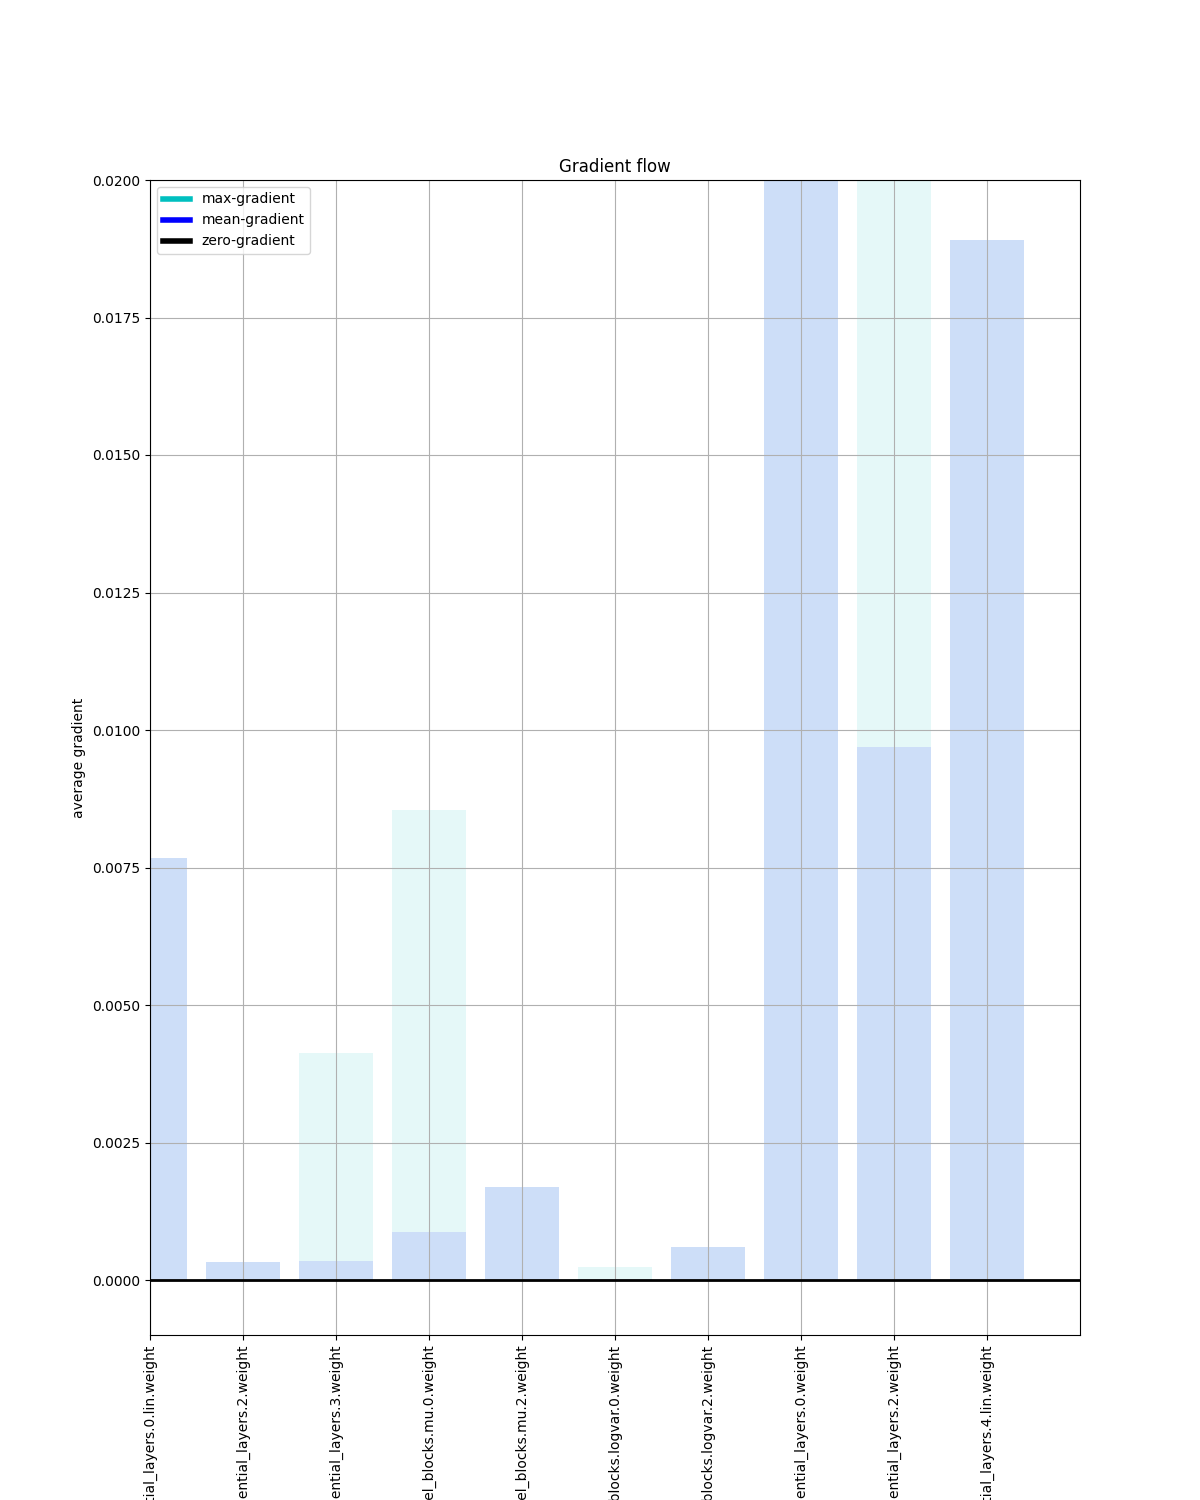 Gradient flow
max-gradient
mean-gradient
zero-gradient
0.0200
0.0175
0.0150
0.0125
0.0100
0.0075
0.0050
0.0025
0.0000
average gradient
tial_layers.0.lin.weight
ential_layers.2.weight
ential_layers.3.weight
el_blocks.mu.0.weight
el_blocks.mu.2.weight
blocks.logvar.0.weight
blocks.logvar.2.weight
ential_layers.0.weight
ential_layers.2.weight
tial_layers.4.lin.weight